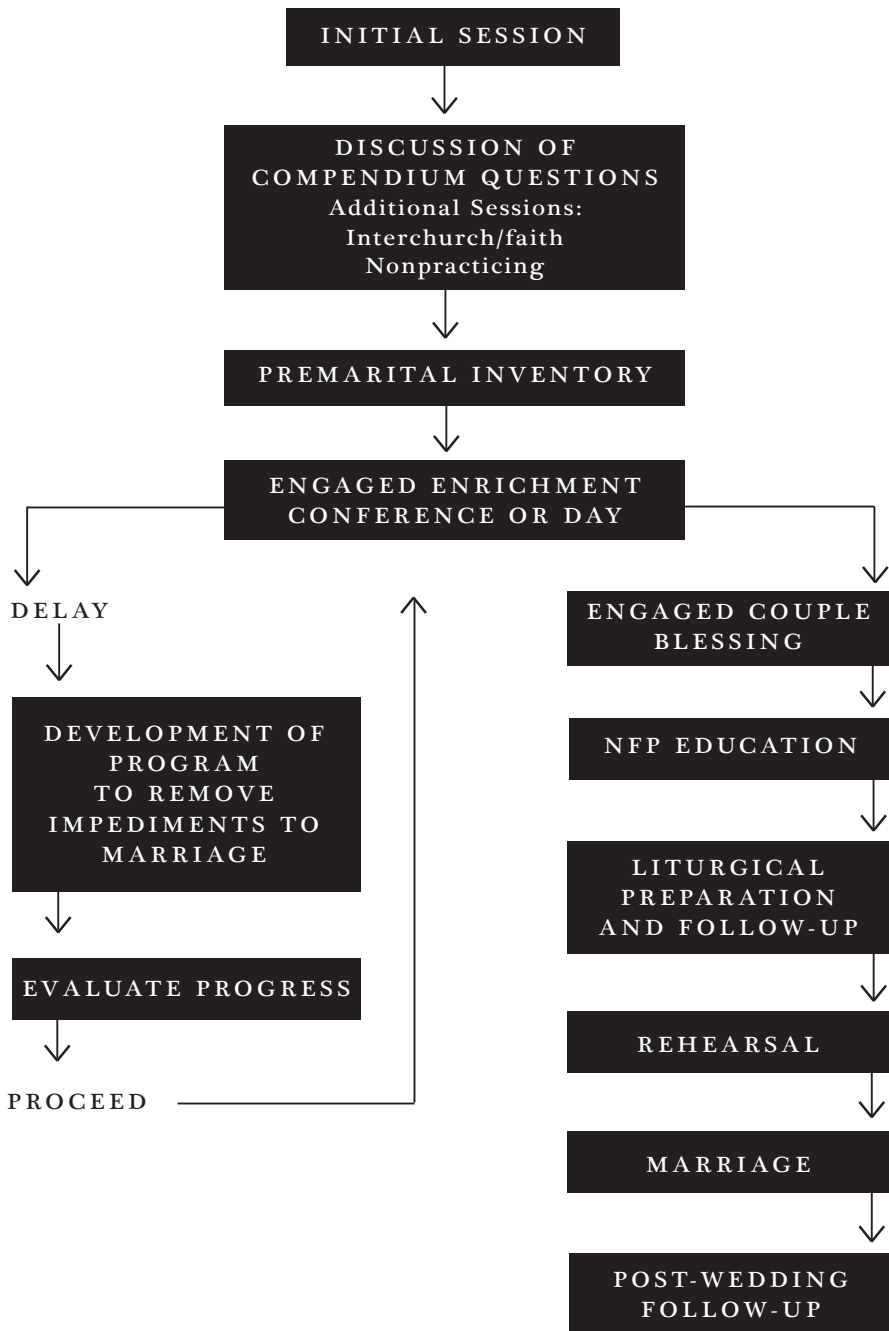 INITIAL SESSION
DISCUSSION OF
COMPENDIUM QUESTIONS
Additional Sessions:
Interchurch/faith
Nonpracticing
PREMARITAL INVENTORY
ENGAGED ENRICHMENT
CONFERENCE OR DAY
DELAY
DEVELOPMENT OF
PROGRAM
TO REMOVE
IMPEDIMENTS TO
MARRIAGE
EVALUATE PROGRESS
PROCEED
ENGAGED COUPLE
BLESSING
NFP EDUCATION
LITURGICAL
PREPARATION
AND FOLLOW-UP
REHEARSAL
MARRIAGE
POST-WEDDING
FOLLOW-UP